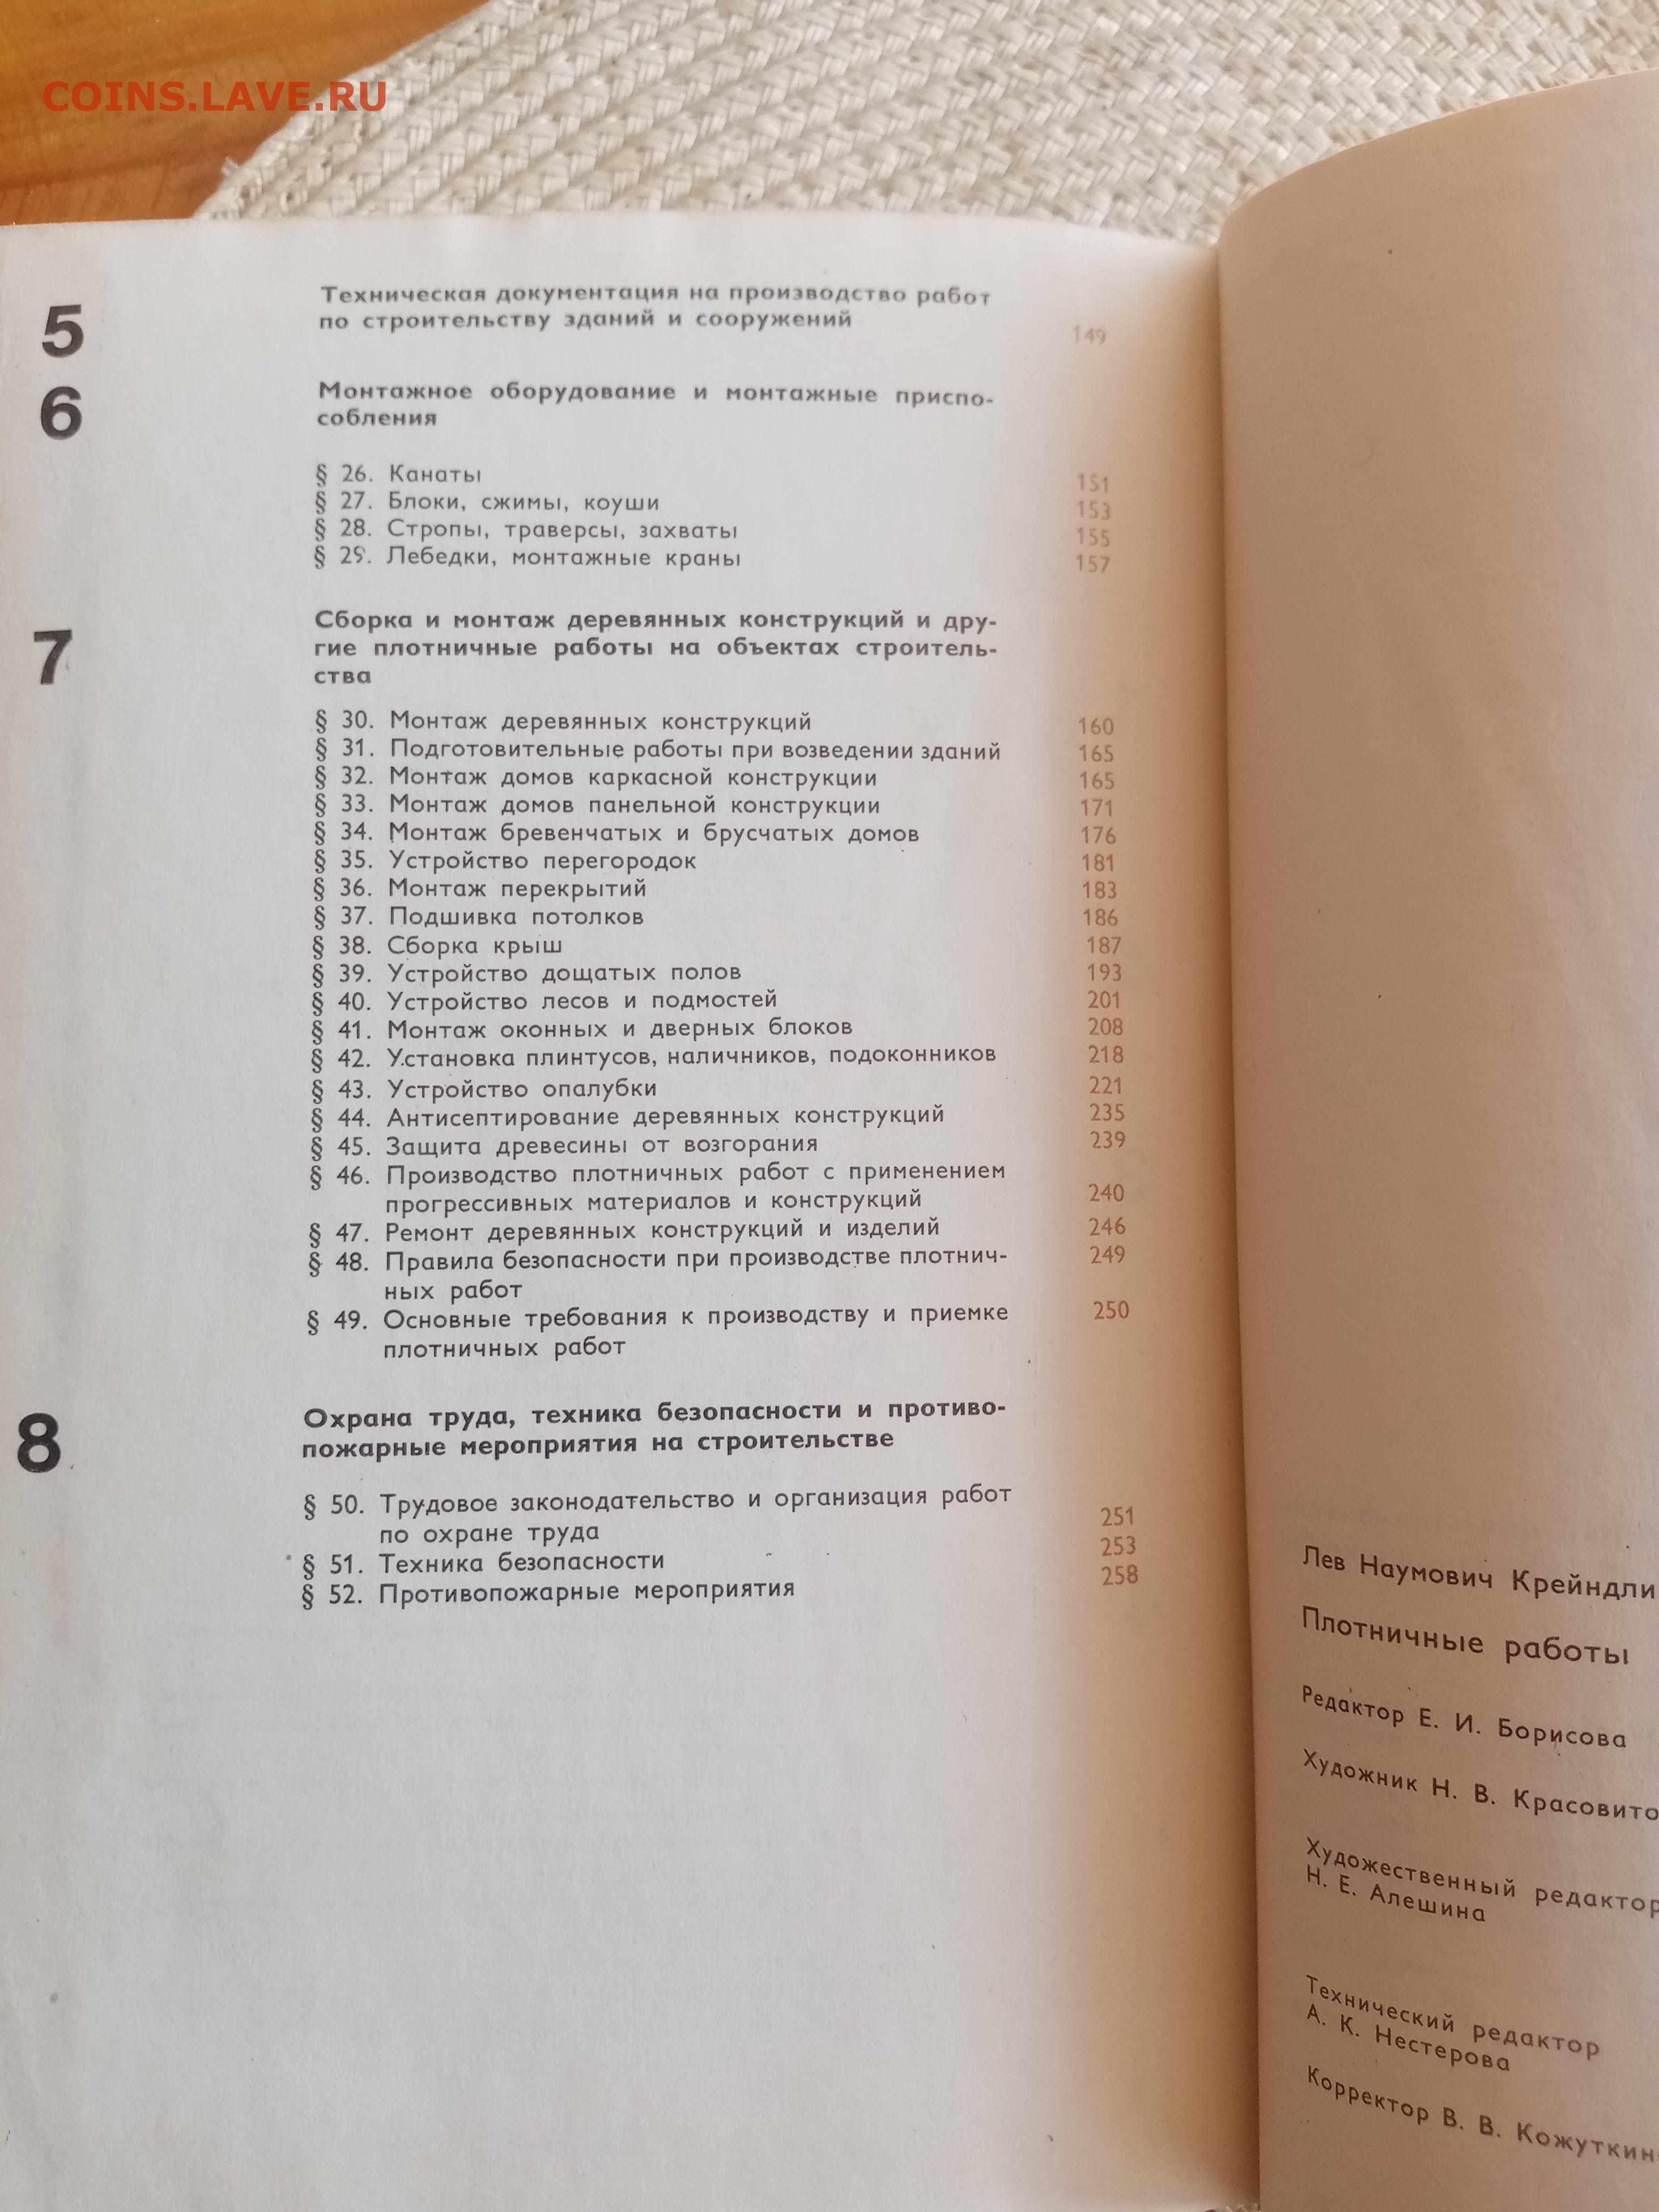 COINS.LAVE.RU
5 Техническая документация на производство работ
по строительству зданий и сооружений 149
6 Монтажное оборудование и монтажные приспо-
собления
§ 26. Канаты 151
§ 27. Блоки, сжимы, коуши 153
§ 28. Стропы, траверсы, захваты 155
§ 29. Лебедки, монтажные краны 157
7 Сборка и монтаж деревянных конструкций и дру-
гие плотничные работы на объектах строитель-
ства
§ 30. Монтаж деревянных конструкций 160
§ 31. Подготовительные работы при возведении зданий 165
§ 32. Монтаж домов каркасной конструкции 165
§ 33. Монтаж домов панельной конструкции 171
§ 34. Монтаж бревенчатых и брусчатых домов 176
§ 35. Устройство перегородок 181
§ 36. Монтаж перекрытий 183
§ 37. Подшивка потолков 186
§ 38. Сборка крыш 187
§ 39. Устройство дощатых полов 193
§ 40. Устройство лесов и подмостей 201
§ 41. Монтаж оконных и дверных блоков 208
§ 42. Установка плинтусов, наличников, подоконников 218
§ 43. Устройство опалубки 221
§ 44. Антисептирование деревянных конструкций 235
§ 45. Защита древесины от возгорания 239
§ 46. Производство плотничных работ с применением
прогрессивных материалов и конструкций 240
§ 47. Ремонт деревянных конструкций и изделий 246
§ 48. Правила безопасности при производстве плотнич- 249
ных работ
§ 49. Основные требования к производству и приемке 250
плотничных работ
8 Охрана труда, техника безопасности и противо-
пожарные мероприятия на строительстве
§ 50. Трудовое законодательство и организация работ
по охране труда 251
§ 51. Техника безопасности 253
§ 52. Противопожарные мероприятия 258
Лев Наумович Крейндли
Плотничные работы
Редактор Е. И. Борисова
Художник Н. В. Красовито
Художественный редактор
Н. Е. Алешина
Технический редактор
А. К. Нестерова
Корректор В. В. Кожуткин